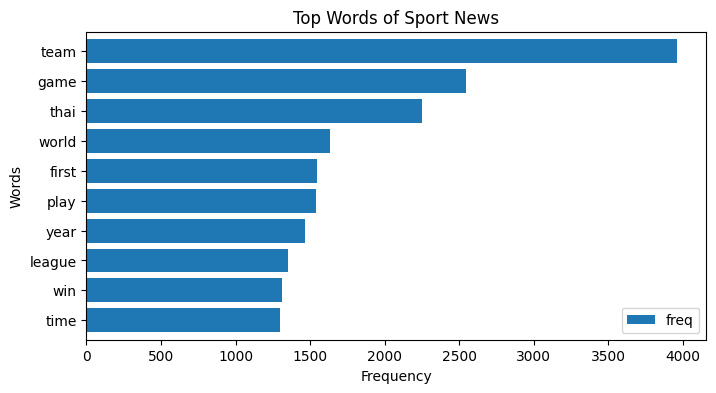 Top Words of Sport News
Words
team
game
thai
world
first
play
year
league
win
time
freq
0 500 1000 1500 2000 2500 3000 3500 4000
Frequency